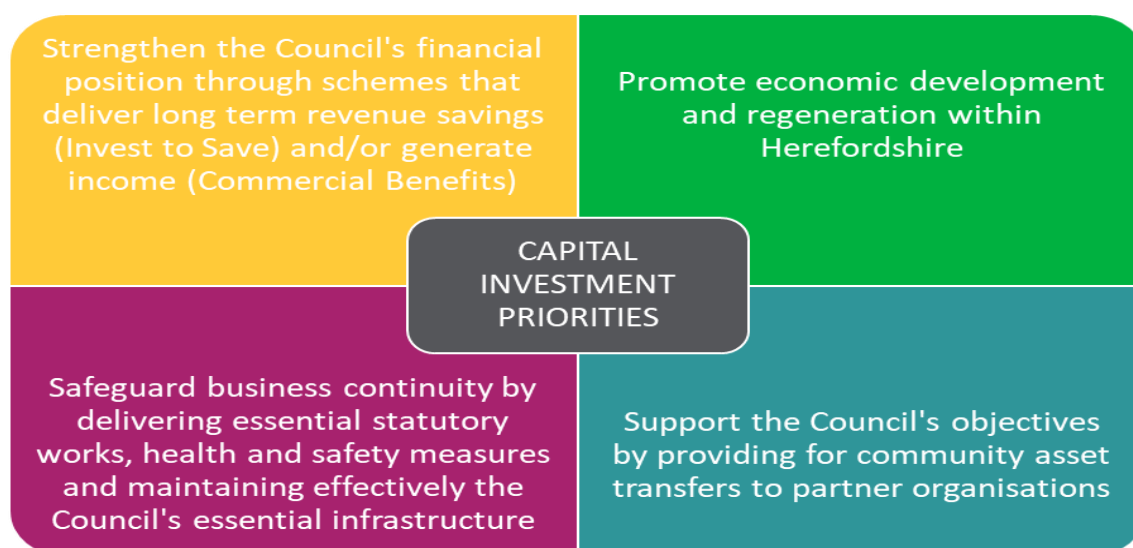 Strengthen the Council's financial
position through schemes that
deliver long term revenue savings
(Invest to Save) and/or generate
income (Commercial Benefits)
Promote economic development
and regeneration within
Herefordshire
CAPITAL
INVESTMENT
PRIORITIES
Safeguard business continuity by
delivering essential statutory
works, health and safety measures
and maintaining effectively the
Council's essential infrastructure
Support the Council's objectives
by providing for community asset
transfers to partner organisations